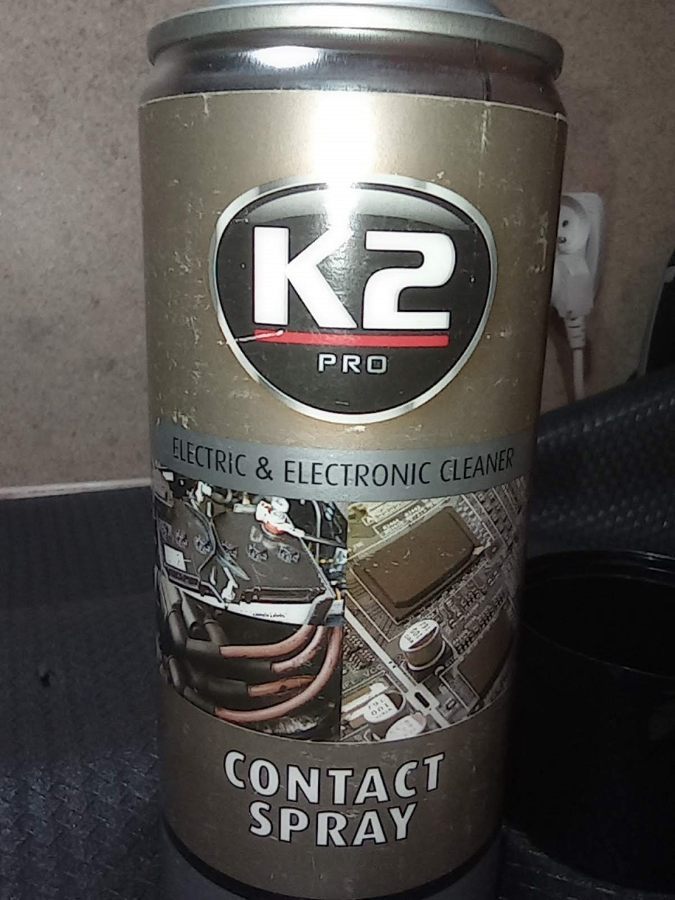 K2
PRO
ELECTRIC & ELECTRONIC CLEANER
CONTACT
SPRAY